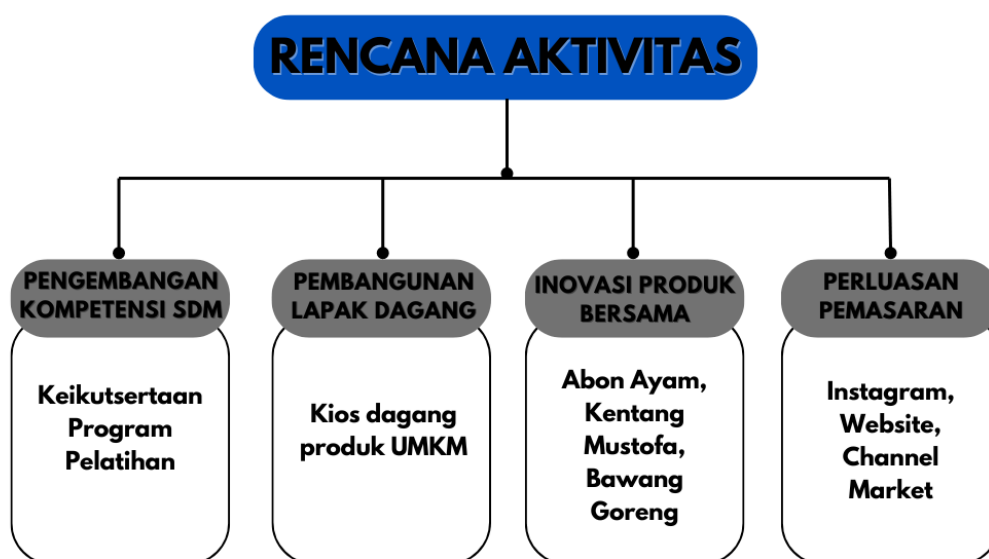 RENCANA AKTIVITAS
PENGEMBANGAN
KOMPETENSI SDM
Keikutsertaan
Program
Pelatihan
PEMBANGUNAN
LAPAK DAGANG
Kios dagang
produk UMKM
INOVASI PRODUK
BERSAMA
Abon Ayam,
Kentang
Mustofa,
Bawang
Goreng
PERLUASAN
PEMASARAN
Instagram,
Website,
Channel
Market